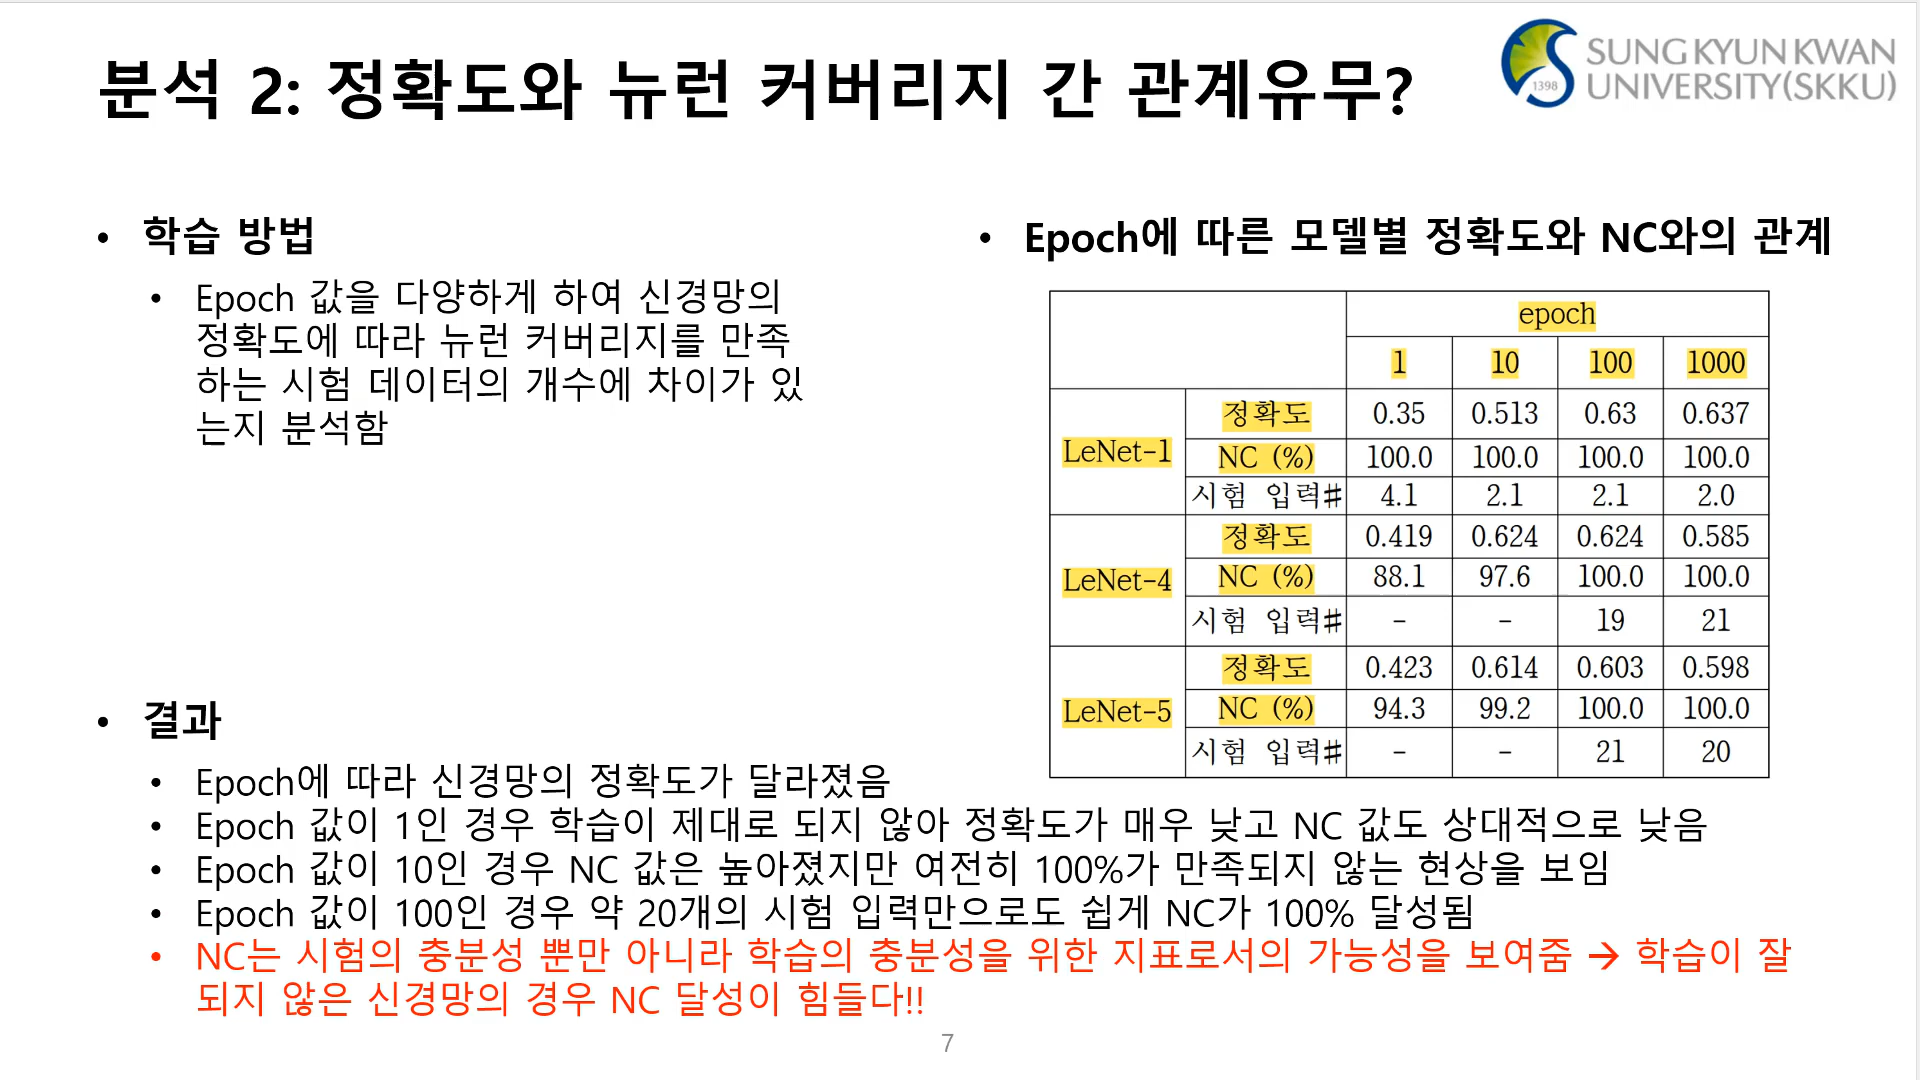 분석 2: 정확도와 뉴런 커버리지 간 관계유무?
1398
SUNGKYUNKWAN
UNIVERSITY(SKKU)
• 학습 방법
• Epoch 값을 다양하게 하여 신경망의
정확도에 따라 뉴런 커버리지를 만족
하는 시험 데이터의 개수에 차이가 있
는지 분석함
• Epoch에 따른 모델별 정확도와 NC와의 관계
epoch
1 10 100 1000
LeNet-1
정확도 0.35 0.513 0.63 0.637
NC (%) 100.0 100.0 100.0 100.0
시험 입력# 4.1 2.1 2.1 2.0
LeNet-4
정확도 0.419 0.624 0.624 0.585
NC (%) 88.1 97.6 100.0 100.0
시험 입력# - - 19 21
LeNet-5
정확도 0.423 0.614 0.603 0.598
NC (%) 94.3 99.2 100.0 100.0
시험 입력# - - 21 20
• 결과
• Epoch에 따라 신경망의 정확도가 달라졌음
• Epoch 값이 1인 경우 학습이 제대로 되지 않아 정확도가 매우 낮고 NC 값도 상대적으로 낮음
• Epoch 값이 10인 경우 NC 값은 높아졌지만 여전히 100%가 만족되지 않는 현상을 보임
• Epoch 값이 100인 경우 약 20개의 시험 입력만으로도 쉽게 NC가 100% 달성됨
• NC는 시험의 충분성 뿐만 아니라 학습의 충분성을 위한 지표로서의 가능성을 보여줌 → 학습이 잘
되지 않은 신경망의 경우 NC 달성이 힘들다!!
7